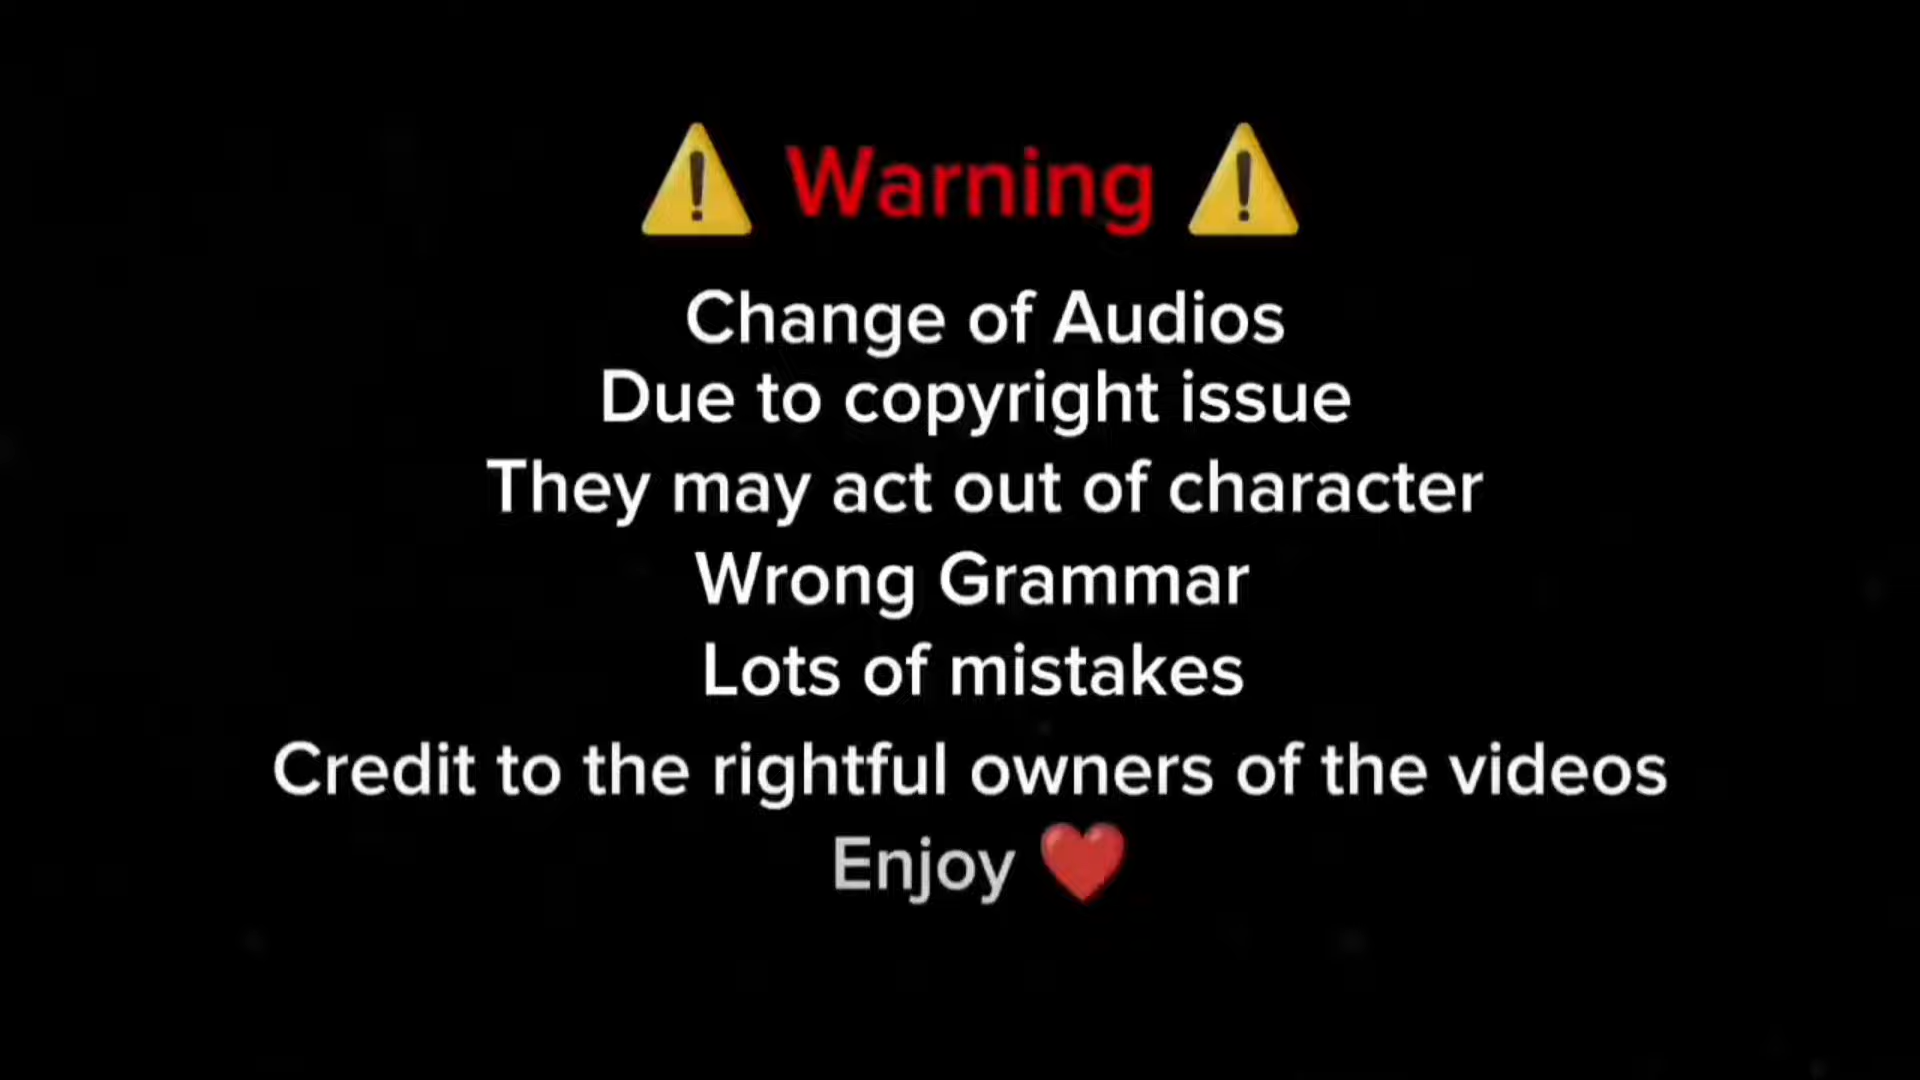 ⚠️ Warning ⚠️
Change of Audios
Due to copyright issue
They may act out of character
Wrong Grammar
Lots of mistakes
Credit to the rightful owners of the videos
Enjoy ❤️